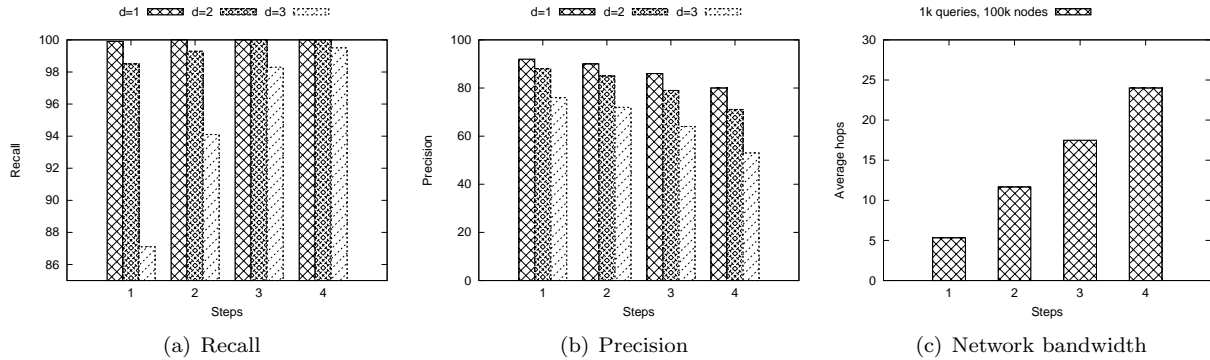 d=1 d=2 d=3
100
98
96
94
92
90
88
86
Recall
1 2 3 4
Steps
(a) Recall
d=1 d=2 d=3
100
80
60
40
20
0
Precision
1 2 3 4
Steps
(b) Precision
1k queries, 100k nodes
30
25
20
15
10
5
0
Average hops
1 2 3 4
Steps
(c) Network bandwidth